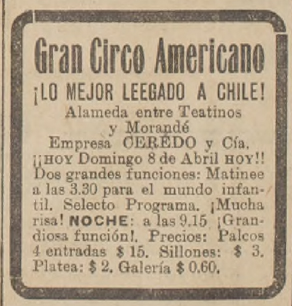 Gran Circo Americano
¡LO MEJOR LEEGADO A CHILE!
Alameda entre Teatinos
y Morandé
Empresa CEREDO y Cía.
¡¡HOY Domingo 8 de Abril HOY!!
Dos grandes funciones: Matinee
a las 3.30 para el mundo infan-
til. Selecto Programa. ¡Mucha
risa! NOCHE: a las 9.15 ¡Gran-
diosa función!. Precios: Palcos
4 entradas $ 15. Sillones: $ 3.
Platea: $ 2. Galería $ 0.60.